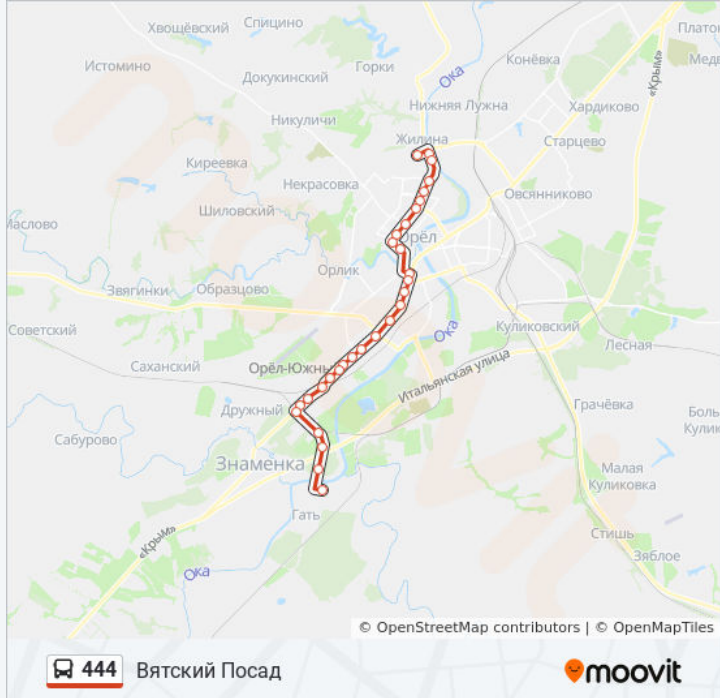 Хвощёвский
Спицино
Платон
Истомино
Докукинский
Горки
Ока
Конёвка
Медв
«Крым»
Нижняя Лужна
Хардиково
Никуличи
Жилина
Старцево
Киреевка
Некрасовка
Овсянниково
Шиловский
Маслово
Орёл
Орлик
Звягинки
Образцово
Советский
Ока
Куликовский
Лесная
Саханский
Орёл-Южный
Итальянская улица
Дружный
Грачёвка
Боль
Кулик
Сабурово
Знаменка
Малая
Куликовка
Гать
Стишь
«Крым»
Зяблое
Ока
© OpenStreetMap contributors | © OpenMapTiles
444 Вятский Посад
moovit